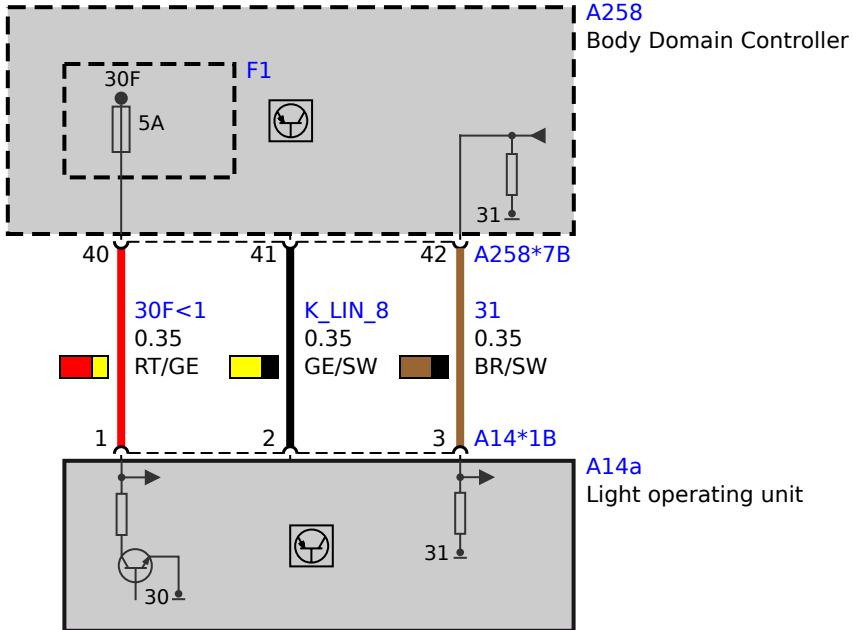 A258
Body Domain Controller
F1
30F
5A
31
40
41
42
A258*7B
30F<1
0.35
RT/GE
K_LIN_8
0.35
GE/SW
31
0.35
BR/SW
1
2
3
A14*1B
A14a
Light operating unit
31
30